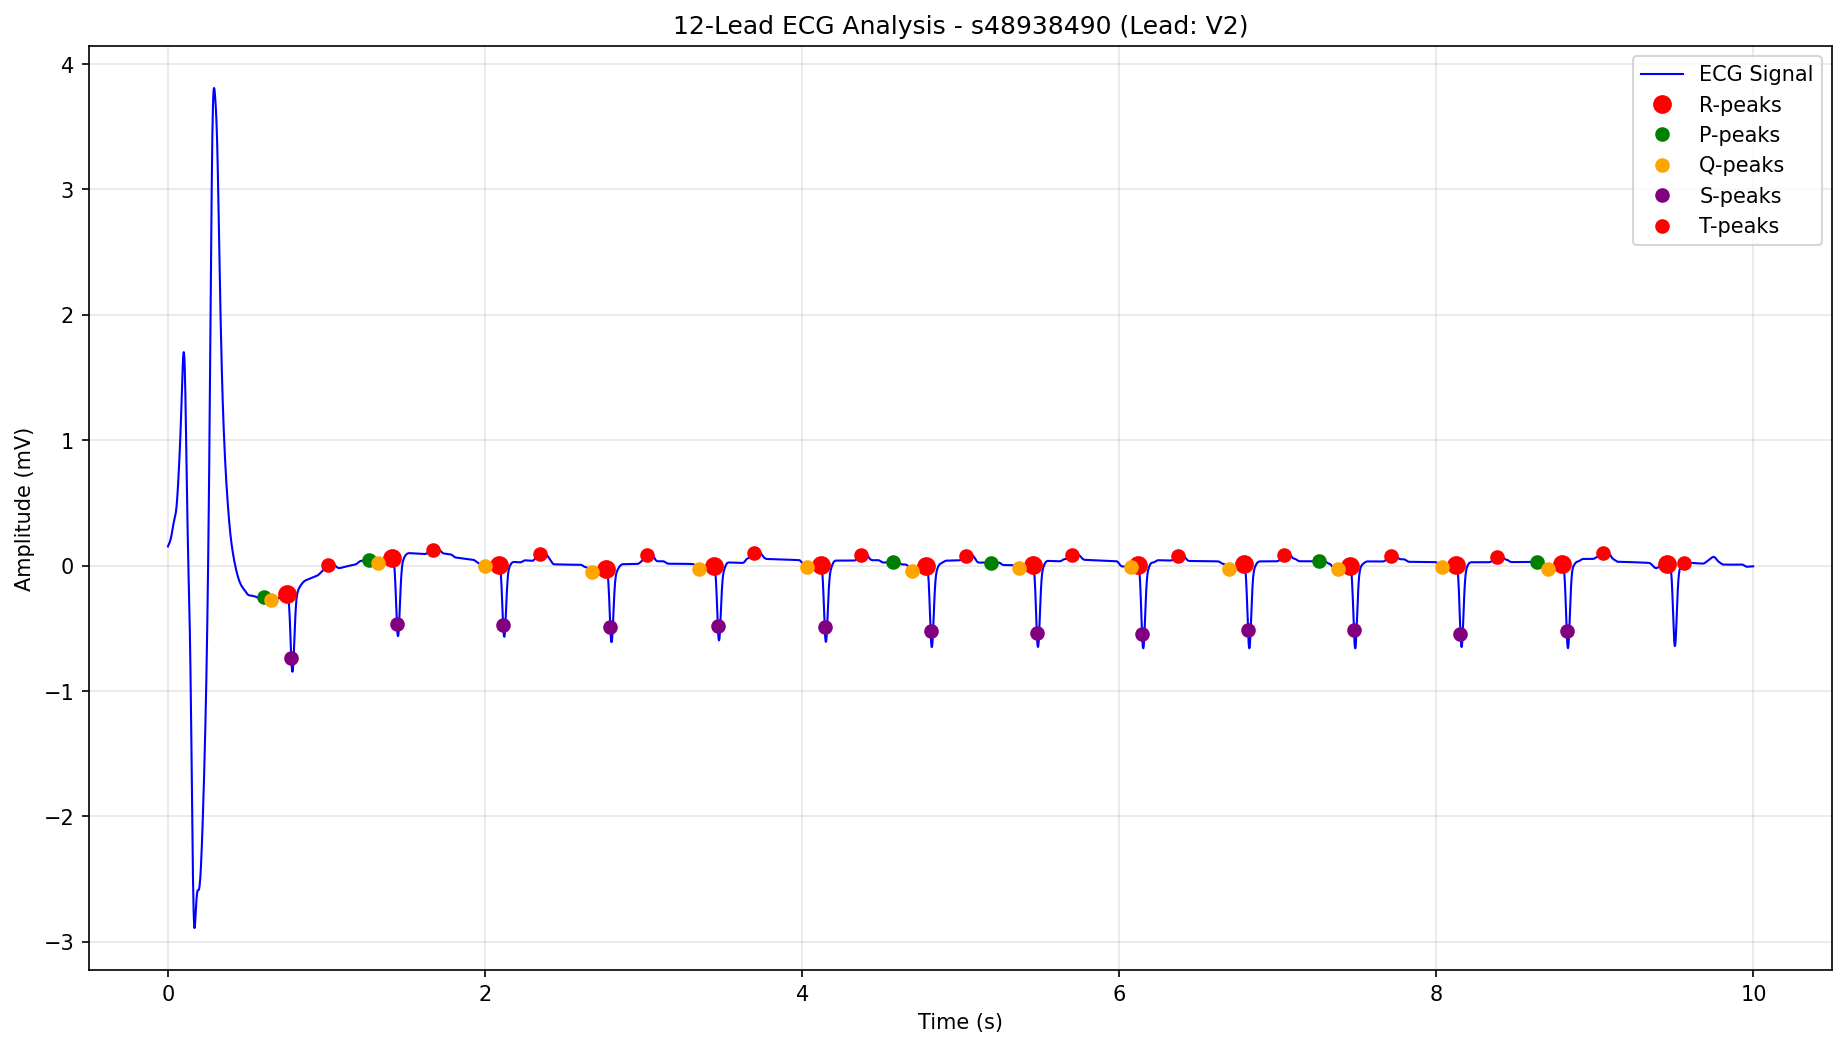 12-Lead ECG Analysis - s48938490 (Lead: V2)
ECG Signal
R-peaks
P-peaks
Q-peaks
S-peaks
T-peaks
Amplitude (mV)
4
3
2
1
0
−1
−2
−3
0
2
4
6
8
10
Time (s)